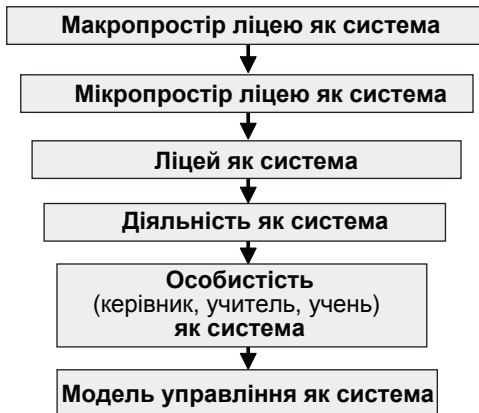 Макропростір ліцею як система
Мікропростір ліцею як система
Ліцей як система
Діяльність як система
Особистість
(керівник, учитель, учень)
як система
Модель управління як система